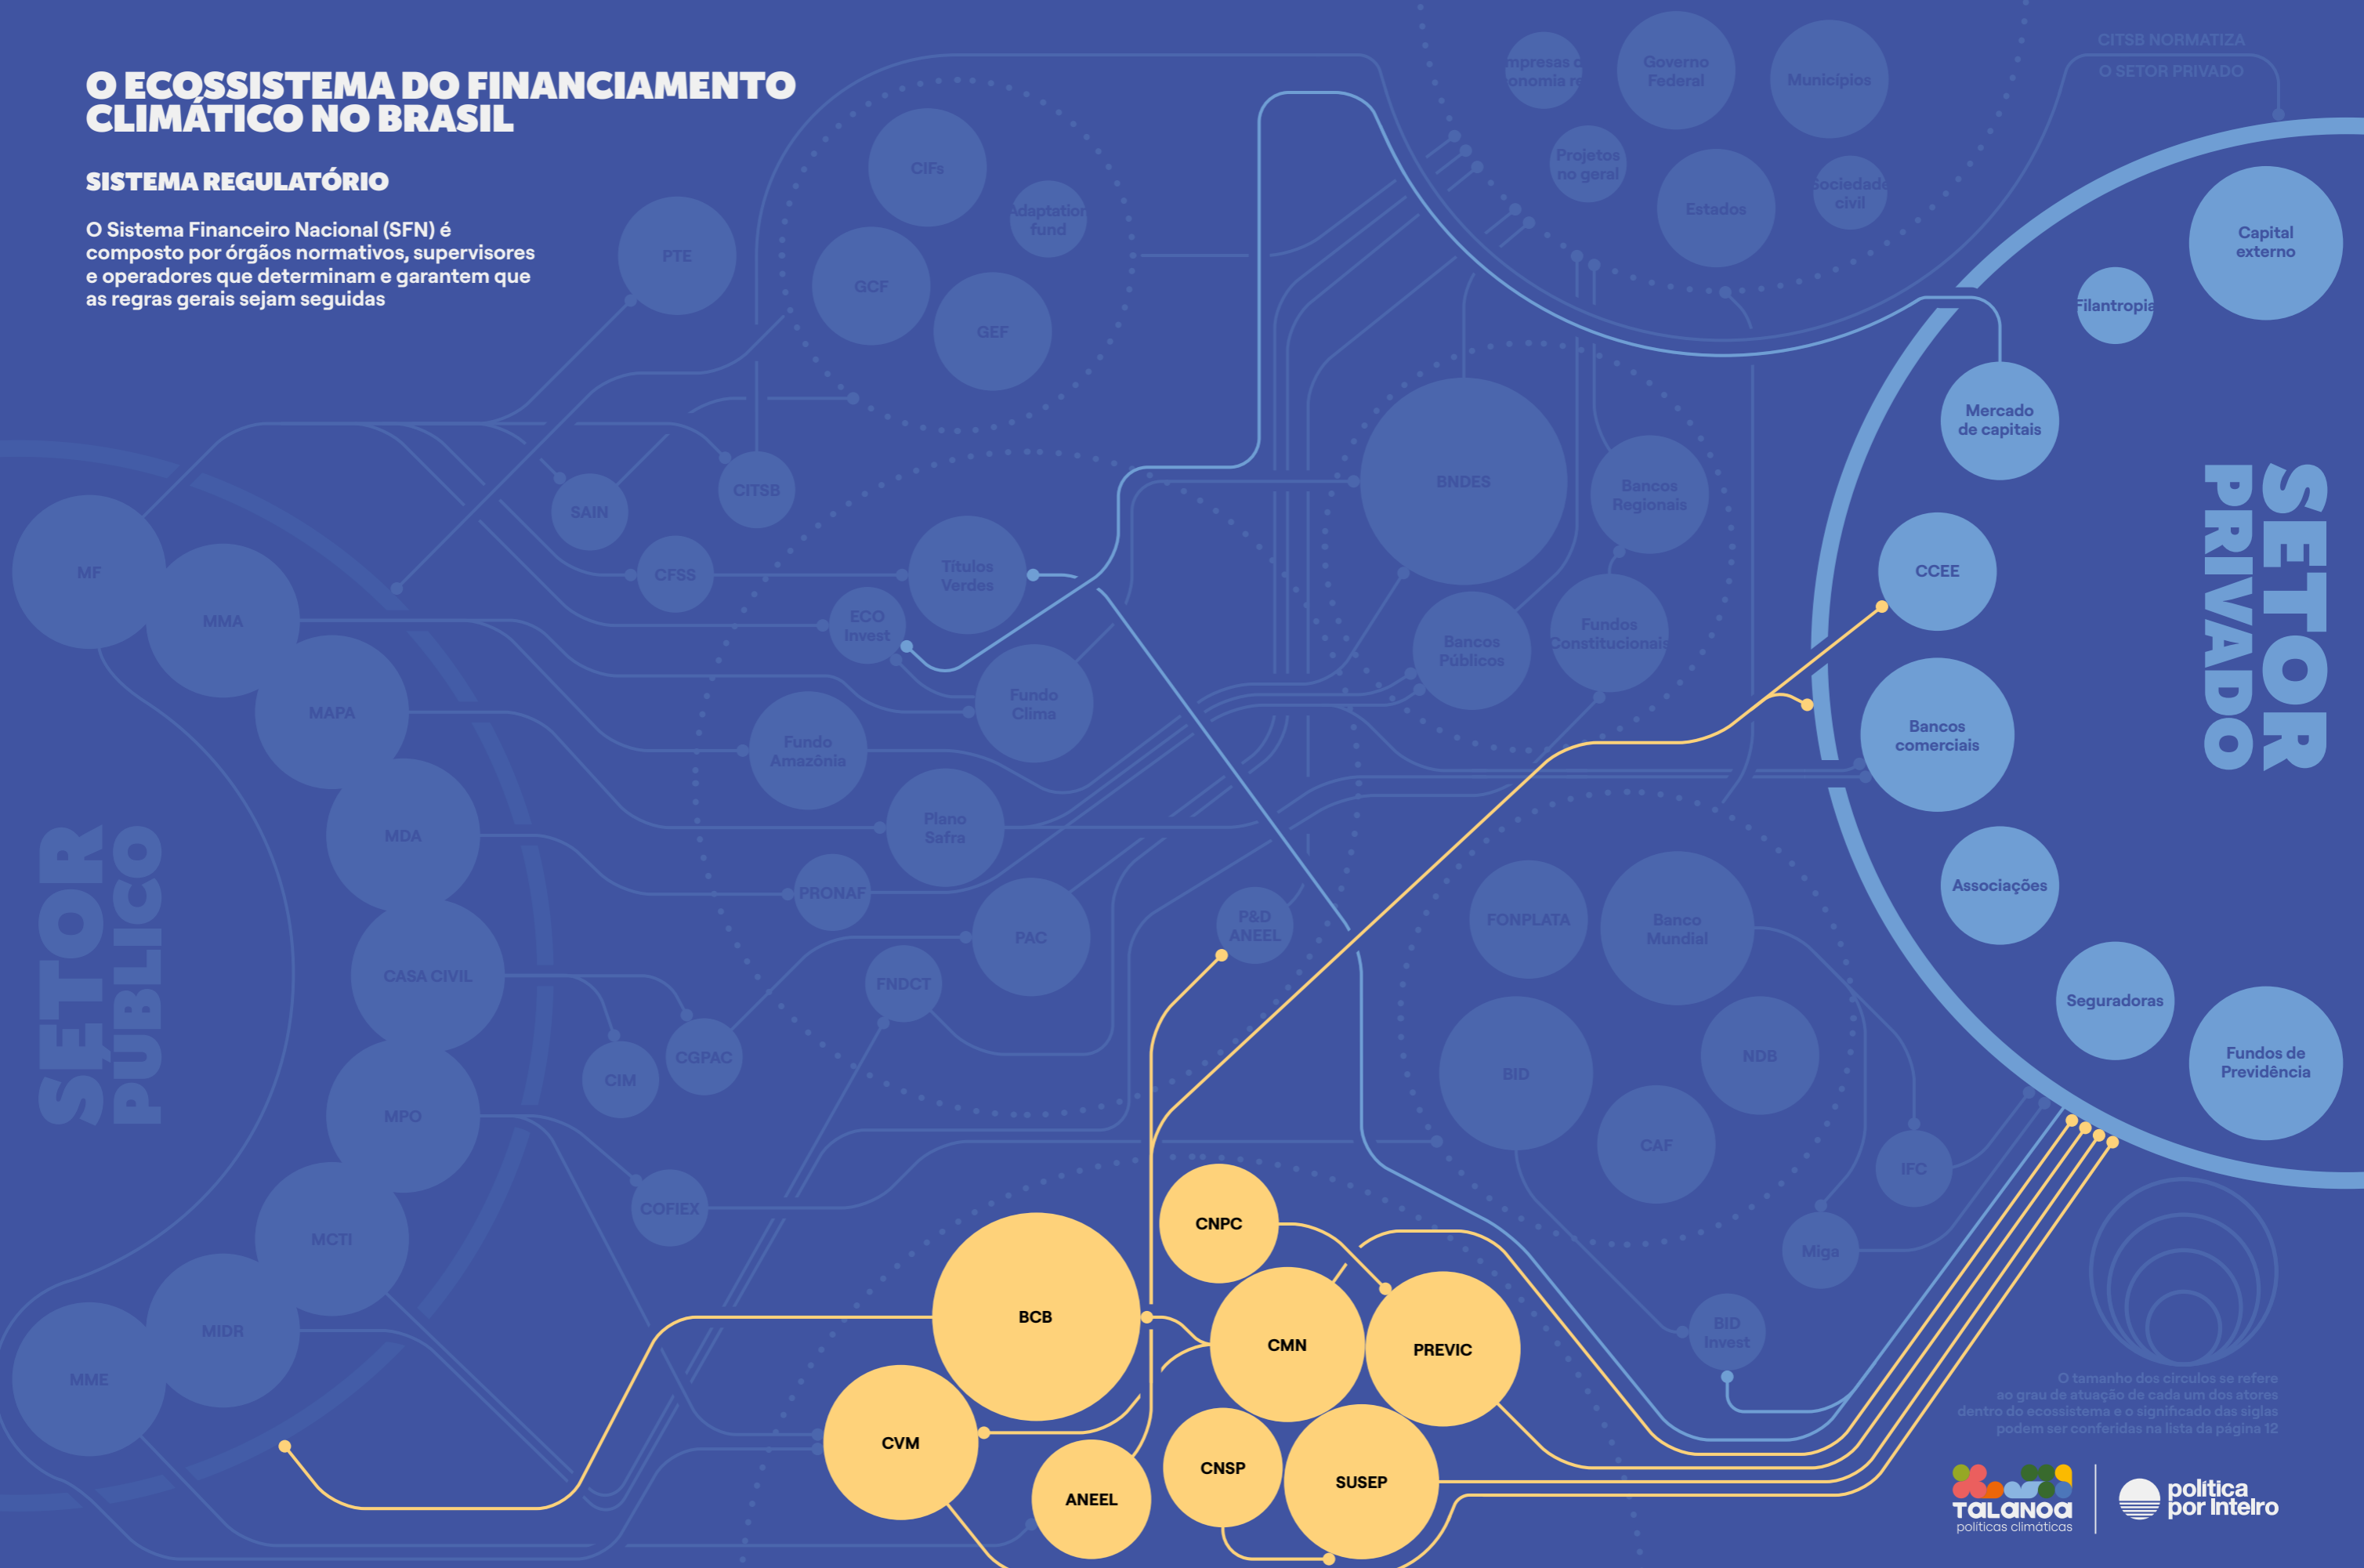 O ECOSSISTEMA DO FINANCIAMENTO
CLIMÁTICO NO BRASIL
SISTEMA REGULATÓRIO
O Sistema Financeiro Nacional (SFN) é
composto por órgãos normativos, supervisores
e operadores que determinam e garantem que
as regras gerais sejam seguidas
CITSB NORMATIZA
O SETOR PRIVADO
Governo
Federal
Municípios
Projetos
no geral
Estados
Sociedade
civil
PTE
CIFs
Adaptation
fund
GCF
GEF
Capital
externo
Filantropia
Mercado
de capitais
SETOR
PRIVADO
CCEE
Bancos
comerciais
Associações
Seguradoras
Fundos de
Previdência
SAIN
CITSB
CFSS
Títulos
Verdes
ECO
Invest
Fundo
Clima
Fundo
Amazônia
Plano
Safra
PRONAF
PAC
FNDCT
P&D
ANEEL
BNDES
Bancos
Regionais
Bancos
Públicos
Fundos
Constitucionais
FONPLATA
Banco
Mundial
BID
NDB
CAF
IFC
Miga
BID
Invest
SETOR
PÚBLICO
MF
MMA
MAPA
MDA
CASA CIVIL
MPO
MCTI
MIDR
MME
CIM
CGPAC
COFIEX
CNPC
BCB
CMN
PREVIC
CVM
CNSP
SUSEP
ANEEL
O tamanho dos círculos se refere
ao grau de atuação de cada um dos atores
dentro do ecossistema e o significado das siglas
podem ser conferidas na lista da página 12
TALANOA
políticas climáticas
política
por inteiro